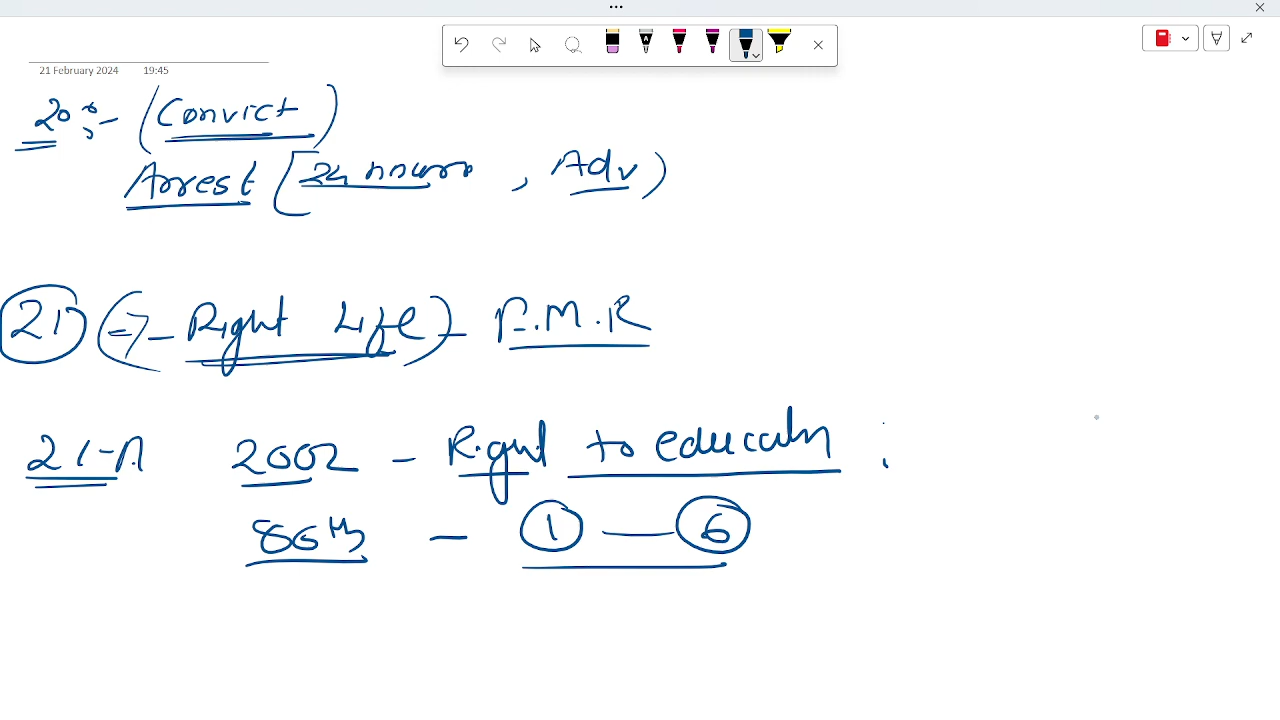 21 February 2024 19:45
20 :- (Convict)
Arrest [24 hours, Adv)
21) (=)- Right Life) - F.M.R
21-A 2002 - Right to education
86th - 1 — 6